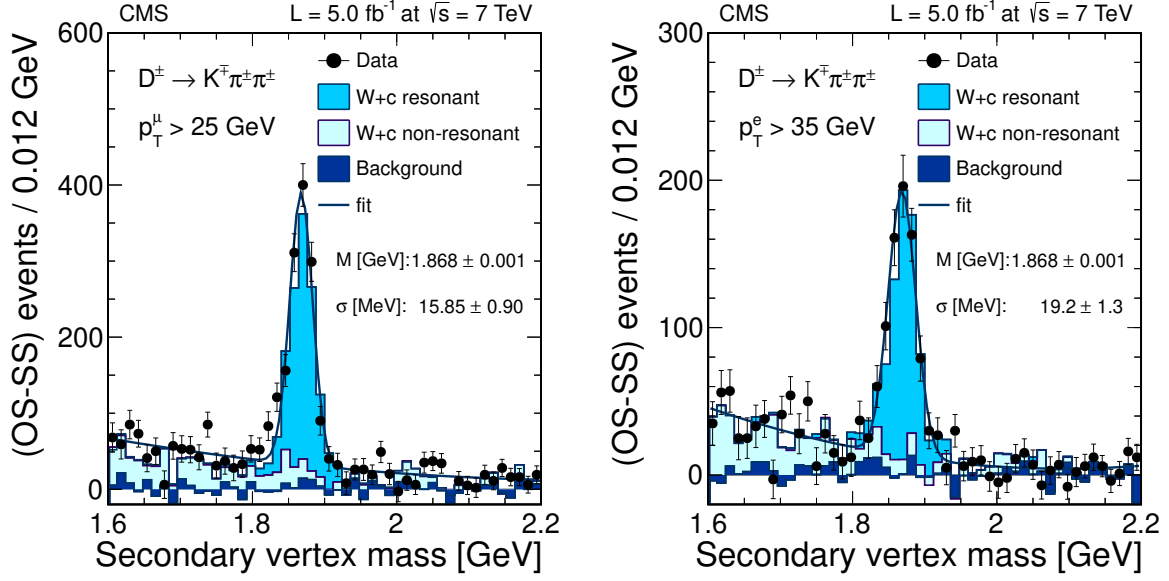 CMS
L = 5.0 fb⁻¹ at √s = 7 TeV
(OS-SS) events / 0.012 GeV
600
400
200
0
D± → K∓π±π±
p_T^μ > 25 GeV
Data
W+c resonant
W+c non-resonant
Background
fit
M [GeV]:1.868 ± 0.001
σ [MeV]: 15.85 ± 0.90
1.6 1.8 2 2.2
Secondary vertex mass [GeV]
CMS
L = 5.0 fb⁻¹ at √s = 7 TeV
(OS-SS) events / 0.012 GeV
300
200
100
0
D± → K∓π±π±
p_T^e > 35 GeV
Data
W+c resonant
W+c non-resonant
Background
fit
M [GeV]:1.868 ± 0.001
σ [MeV]: 19.2 ± 1.3
1.6 1.8 2 2.2
Secondary vertex mass [GeV]